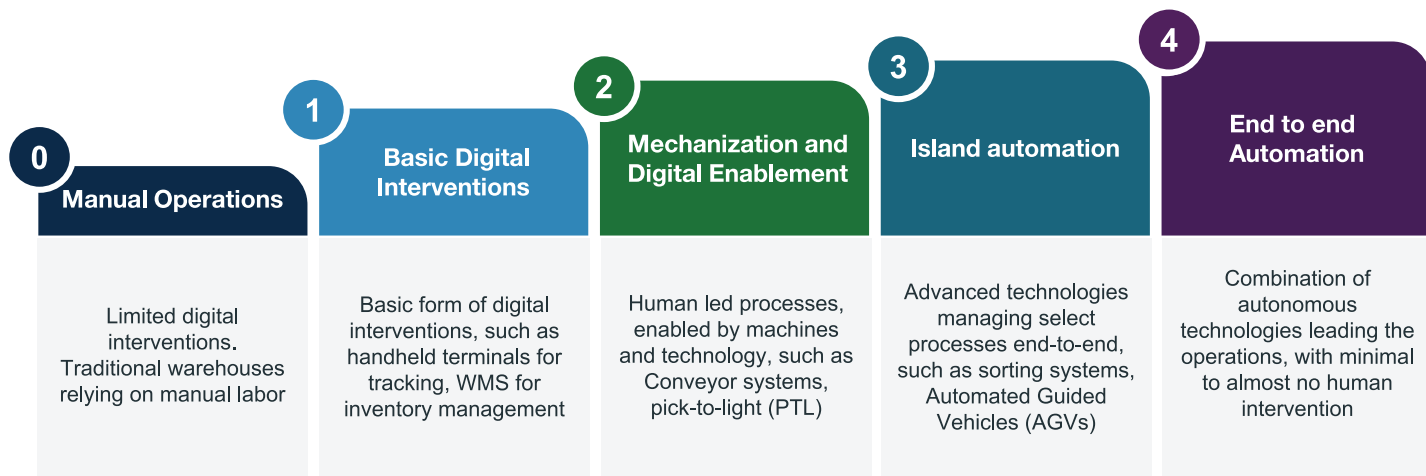 0
Manual Operations
Limited digital
interventions.
Traditional warehouses
relying on manual labor
1
Basic Digital
Interventions
Basic form of digital
interventions, such as
handheld terminals for
tracking, WMS for
inventory management
2
Mechanization and
Digital Enablement
Human led processes,
enabled by machines
and technology, such as
Conveyor systems,
pick-to-light (PTL)
3
Island automation
Advanced technologies
managing select
processes end-to-end,
such as sorting systems,
Automated Guided
Vehicles (AGVs)
4
End to end
Automation
Combination of
autonomous
technologies leading the
operations, with minimal
to almost no human
intervention